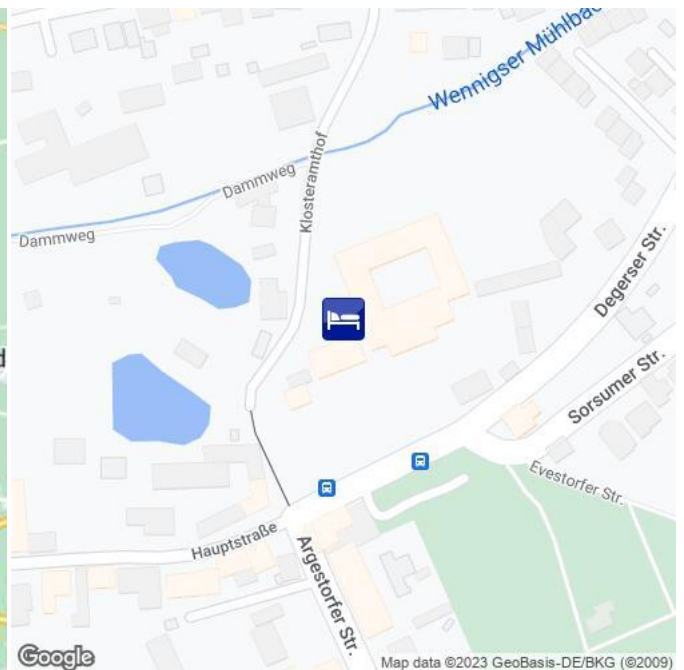 Wennigser Mühlba
Klosteramthof
Dammweg
Dammweg
Degerser Str.
Sorsumer Str.
Evestorfer Str.
Hauptstraße
Argestorfer Str.
d
Google
Map data ©2023 GeoBasis-DE/BKG (©2009)